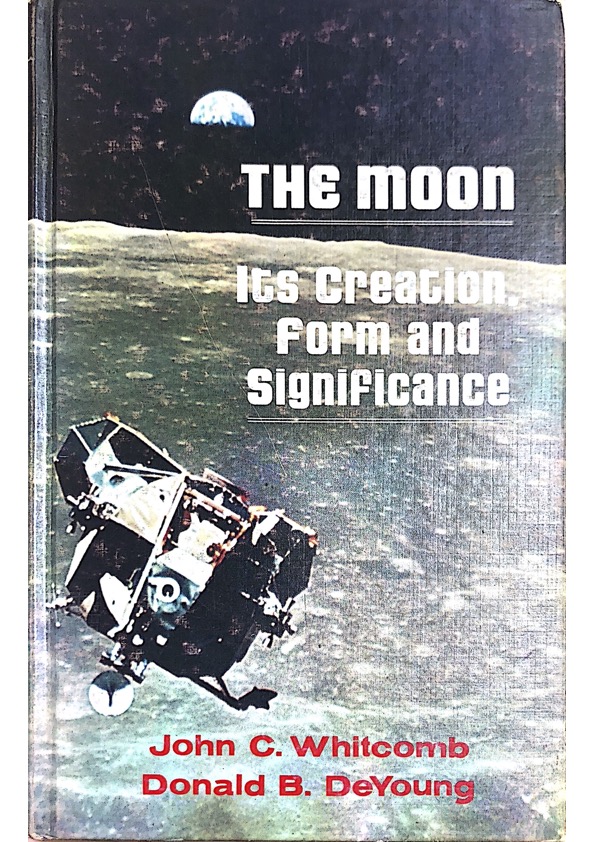 THE MOON
Its Creation,
Form and
Significance
John C. Whitcomb
Donald B. DeYoung